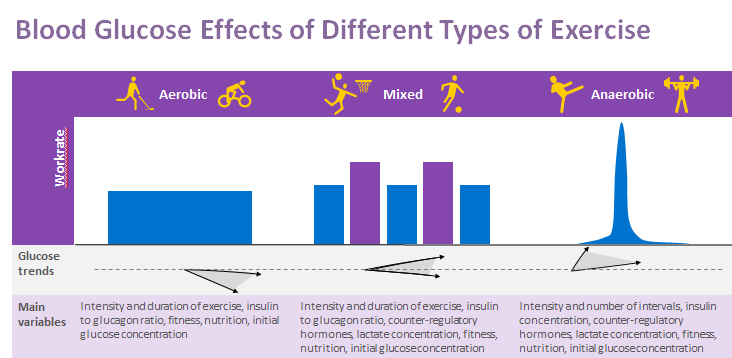 Blood Glucose Effects of Different Types of Exercise
Aerobic
Mixed
Anaerobic
Workrate
Glucose
trends
Main
variables
Intensity and duration of exercise, insulin
to glucagon ratio, fitness, nutrition, initial
glucose concentration
Intensity and duration of exercise, insulin
to glucagon ratio, counter-regulatory
hormones, lactate concentration, fitness,
nutrition, initial glucose concentration
Intensity and number of intervals, insulin
concentration, counter-regulatory
hormones, lactate concentration, fitness,
nutrition, initial glucose concentration